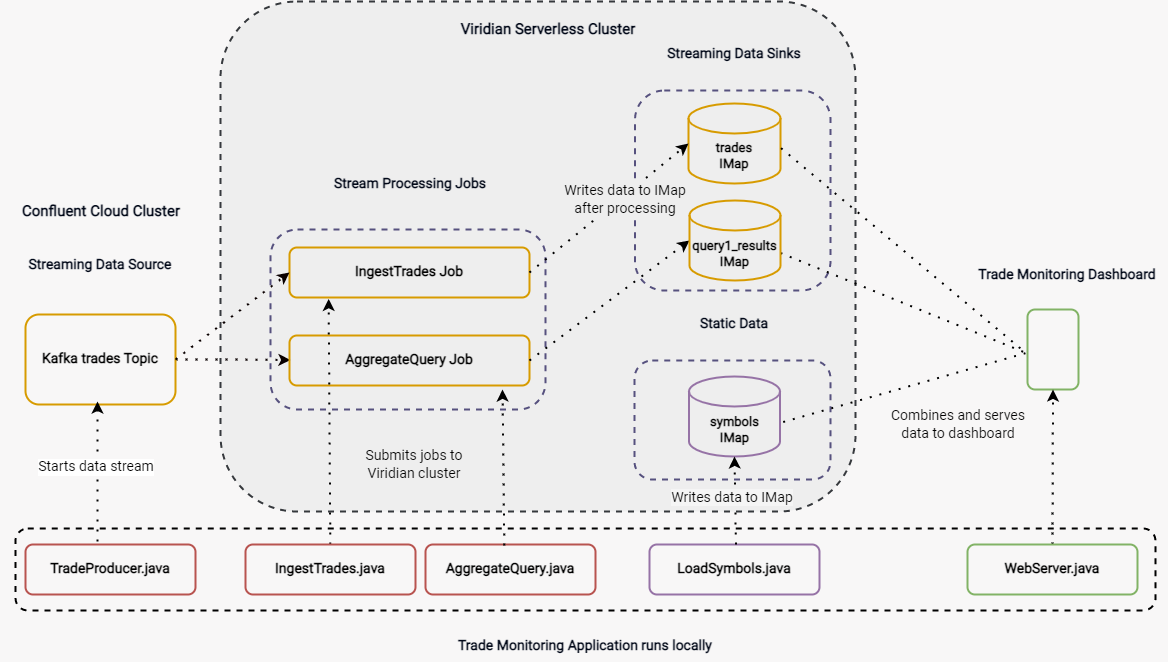 Viridian Serverless Cluster
Streaming Data Sinks
trades
IMap
Stream Processing Jobs
Writes data to IMap
after processing
Confluent Cloud Cluster
query1_results
IMap
Streaming Data Source
IngestTrades Job
Trade Monitoring Dashboard
Static Data
Kafka trades Topic
AggregateQuery Job
symbols
IMap
Combines and serves
data to dashboard
Starts data stream
Submits jobs to
Viridian cluster
Writes data to IMap
TradeProducer.java
IngestTrades.java
AggregateQuery.java
LoadSymbols.java
WebServer.java
Trade Monitoring Application runs locally